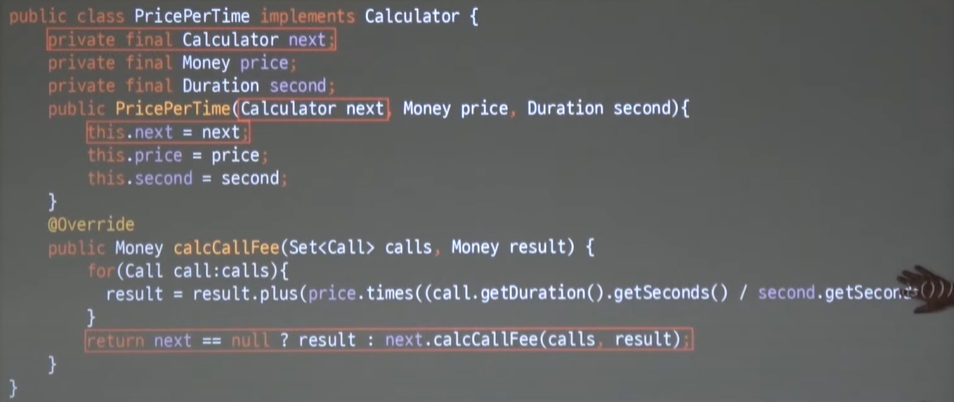 public class PricePerTime implements Calculator {
private final Calculator next;
private final Money price;
private final Duration second;
public PricePerTime(Calculator next, Money price, Duration second){
this.next = next;
this.price = price;
this.second = second;
}
@Override
public Money calcCallFee(Set<Call> calls, Money result) {
for(Call call:calls){
result = result.plus(price.times((call.getDuration().getSeconds() / second.getSecon
}
return next == null ? result : next.calcCallFee(calls, result);
}
}